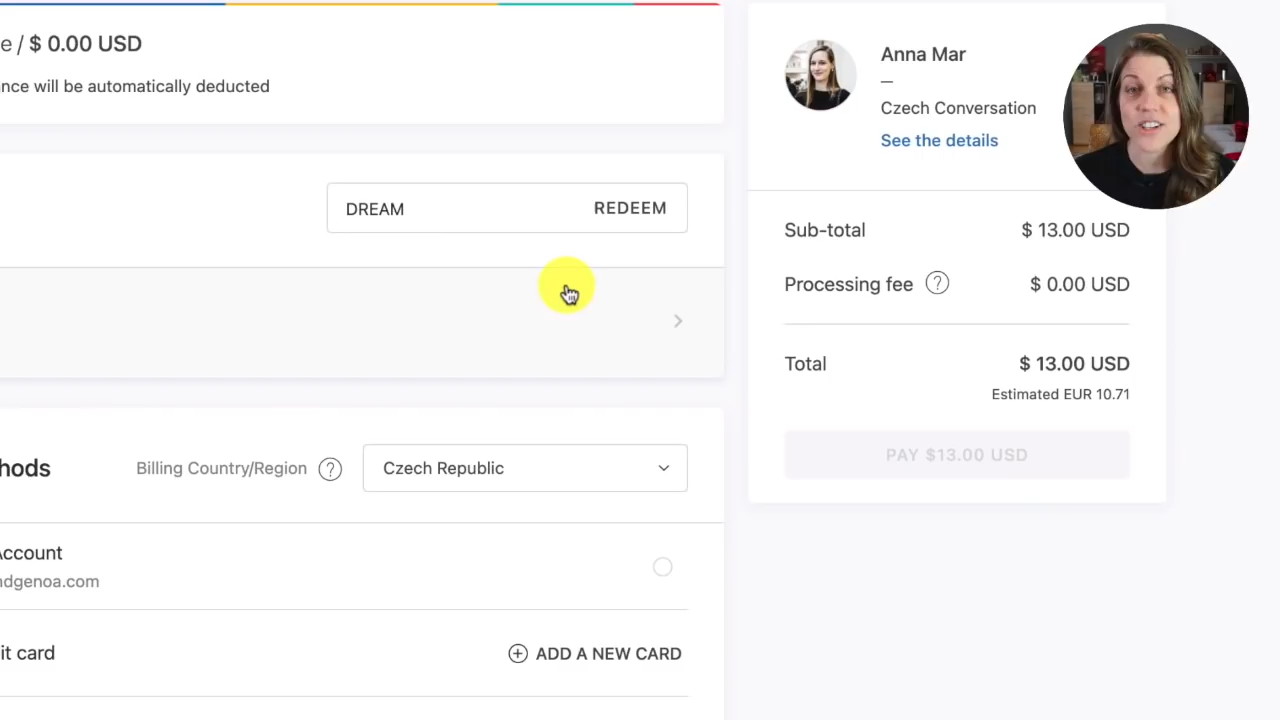 e / $ 0.00 USD
nce will be automatically deducted
DREAM
REDEEM
hods
Billing Country/Region ?
Czech Republic
Account
ndgenoa.com
it card
ADD A NEW CARD
Anna Mar
—
Czech Conversation
See the details
Sub-total
$ 13.00 USD
Processing fee ?
$ 0.00 USD
Total
$ 13.00 USD
Estimated EUR 10.71
PAY $13.00 USD